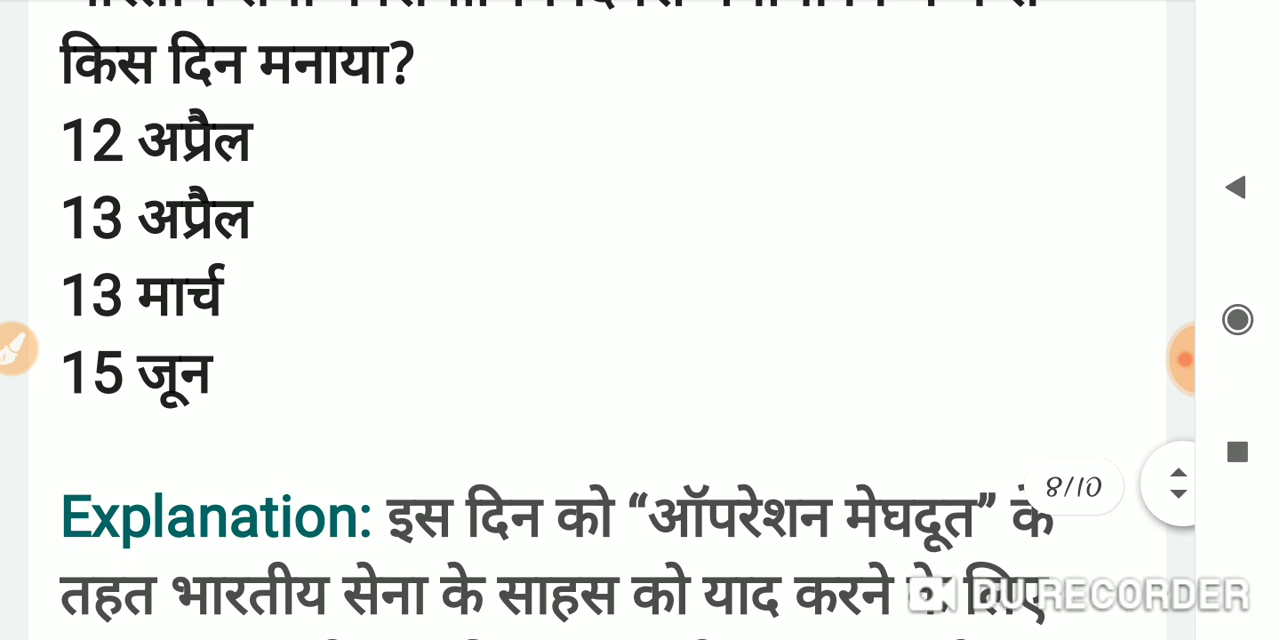 किस दिन मनाया?
12 अप्रैल
13 अप्रैल
13 मार्च
15 जून
Explanation: इस दिन को “ऑपरेशन मेघदूत” के
8/10
तहत भारतीय सेना के साहस को याद करने के लिए
DU RECORDER